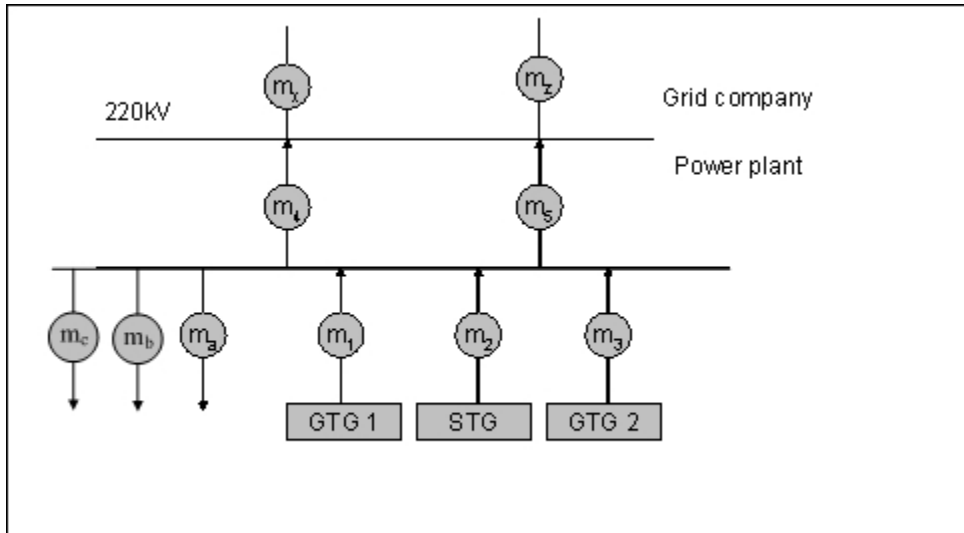 mx mz
220KV Grid company
Power plant
m4 m5
mc mb ma m1 m2 m3
GTG 1 STG GTG 2